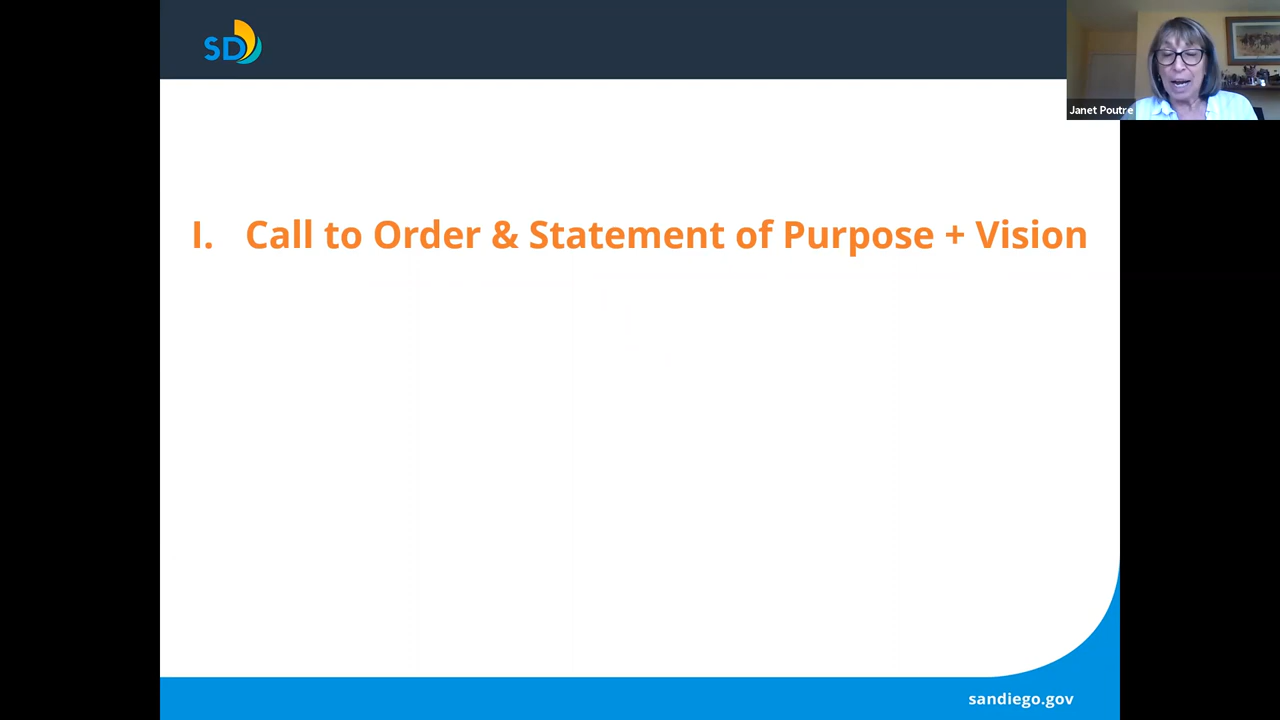 SD
Janet Poutre
I. Call to Order & Statement of Purpose + Vision
sandiego.gov